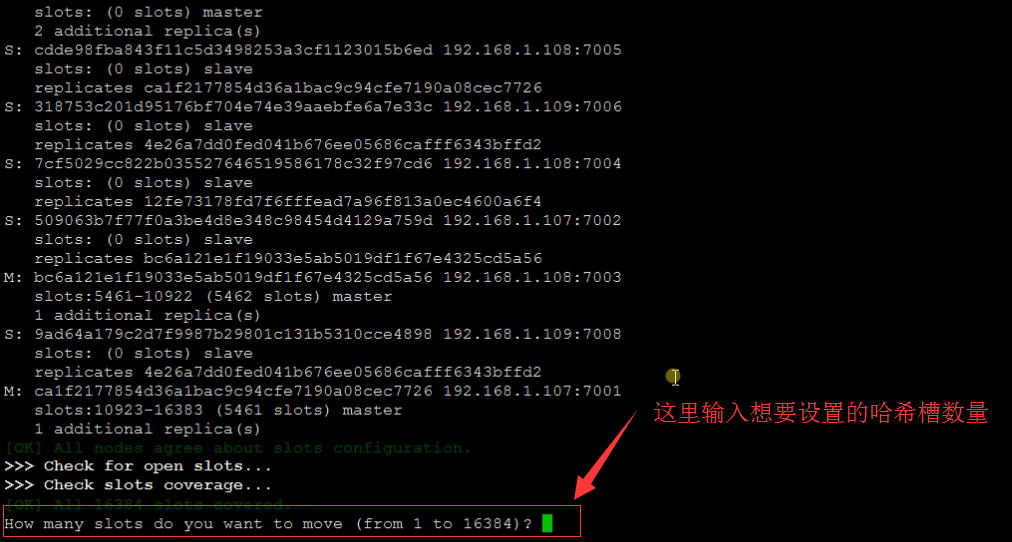 slots: (0 slots) master
2 additional replica(s)
S: cdde98fba843f11c5d3498253a3cf1123015b6ed 192.168.1.108:7005
slots: (0 slots) slave
replicates ca1f2177854d36a1bac9c94cfe7190a08cec7726
S: 318753c201d95176bf704e74e39aaebfe6a7e33c 192.168.1.109:7006
slots: (0 slots) slave
replicates 4e26a7dd0fed041b676ee05686cafff6343bffd2
S: 7cf5029cc822b035527646519586178c32f97cd6 192.168.1.108:7004
slots: (0 slots) slave
replicates 12fe73178fd7f6fffead7a96f813a0ec4600a6f4
S: 509063b7f77f0a3be4d8e348c98454d4129a759d 192.168.1.107:7002
slots: (0 slots) slave
replicates bc6a121e1f19033e5ab5019df1f67e4325cd5a56
M: bc6a121e1f19033e5ab5019df1f67e4325cd5a56 192.168.1.108:7003
slots:5461-10922 (5462 slots) master
1 additional replica(s)
S: 9ad64a179c2d7f9987b29801c131b5310cce4898 192.168.1.109:7008
slots: (0 slots) slave
replicates 4e26a7dd0fed041b676ee05686cafff6343bffd2
M: ca1f2177854d36a1bac9c94cfe7190a08cec7726 192.168.1.107:7001
slots:10923-16383 (5461 slots) master
1 additional replica(s)
这里输入想要设置的哈希槽数量
[OK] All nodes agree about slots configuration.
>>> Check for open slots...
>>> Check slots coverage...
[OK] All 16384 slots covered.
How many slots do you want to move (from 1 to 16384)?